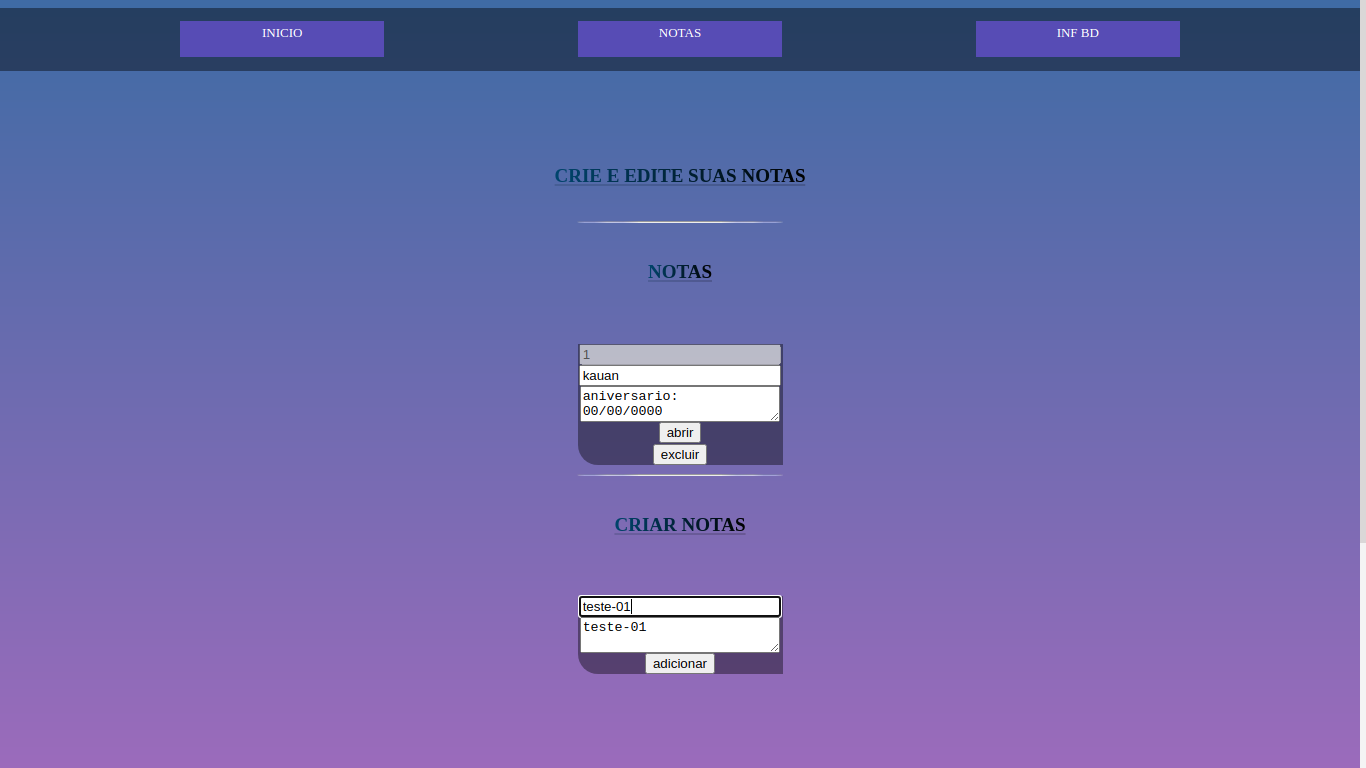 INICIO NOTAS INF BD
CRIE E EDITE SUAS NOTAS
NOTAS
1
kauan
aniversario:
00/00/0000
abrir
excluir
CRIAR NOTAS
teste-01
teste-01
adicionar